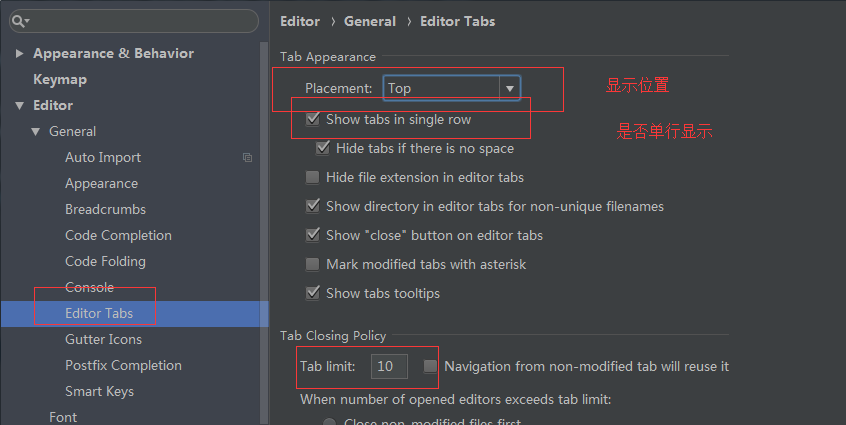 Appearance & Behavior
Keymap
Editor
General
Auto Import
Appearance
Breadcrumbs
Code Completion
Code Folding
Console
Editor Tabs
Gutter Icons
Postfix Completion
Smart Keys
Font
Editor › General › Editor Tabs
Tab Appearance
Placement: Top 显示位置
Show tabs in single row 是否单行显示
Hide tabs if there is no space
Hide file extension in editor tabs
Show directory in editor tabs for non-unique filenames
Show "close" button on editor tabs
Mark modified tabs with asterisk
Show tabs tooltips
Tab Closing Policy
Tab limit: 10 Navigation from non-modified tab will reuse it
When number of opened editors exceeds tab limit:
Close non-modified files first